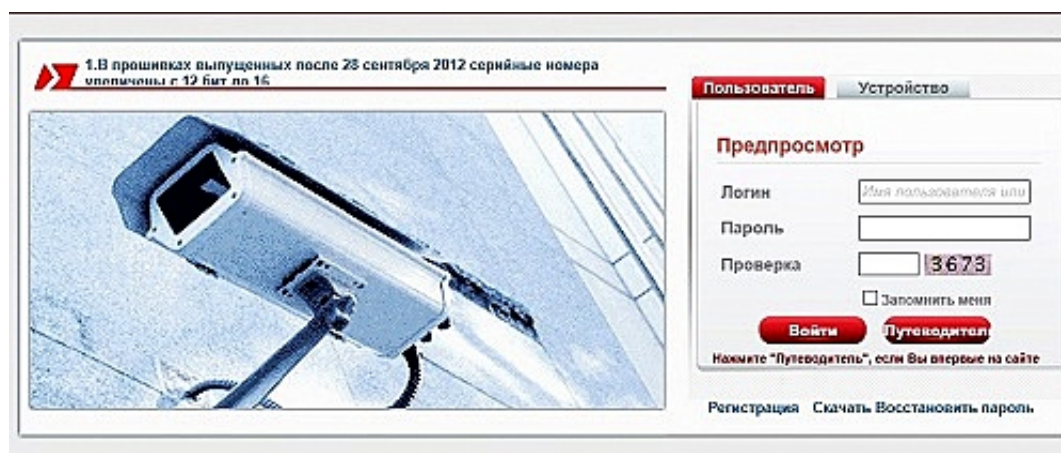 1.В прошивках выпущенных после 28 сентября 2012 серийные номера
увеличены с 12 бит до 16
Пользователь
Устройство
Предпросмотр
Логин
Имя пользователя или
Пароль
Проверка
3673
Запомнить меня
Войти
Путеводител
Нажмите "Путеводитель", если Вы впервые на сайте
Регистрация Скачать Восстановить пароль